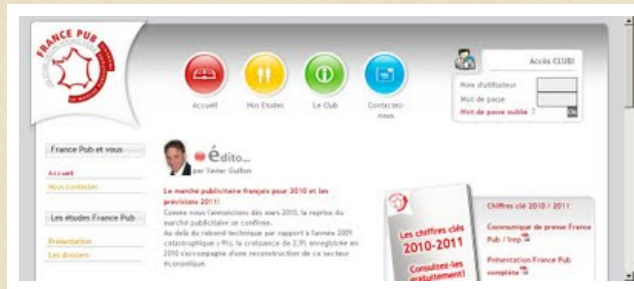 FRANCE PUB
Accès CLUB!
Nom d'utilisateur
Mot de passe
Mot de passe oublié ?
OK
Accueil
Nos Etudes
Le Club
Contactez-nous
France Pub et vous
Accueil
Nous contacter
Les études France Pub
Présentation
Les dossiers
édito...
par Xavier Guillon
Le marché publicitaire français pour 2010 et les
prévisions 2011!
Comme nous l'annoncions dès mars 2010, la reprise du
marché publicitaire se confirme.
Au delà du rebond technique par rapport à l'année 2009
catastrophique (-9%), la croissance de 2,9% enregistrée en
2010 s'accompagne d'une reconstruction de ce secteur
économique.
Les chiffres clés
2010-2011
Consultez-les
gratuitement!
Chiffres clé 2010 / 2011
Communique de presse France
Pub / Irep
Présentation France Pub
complète